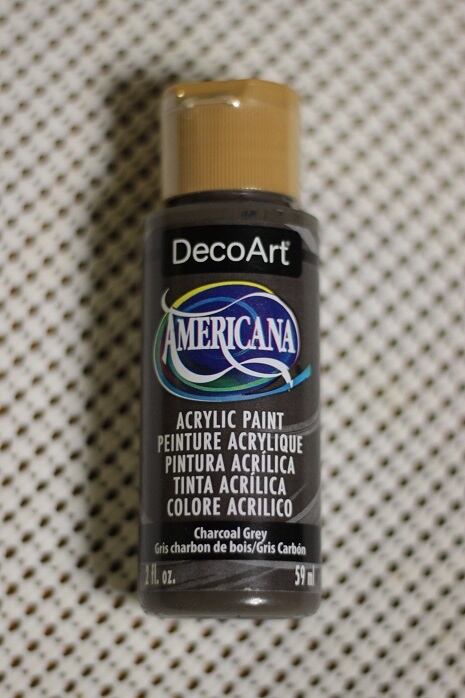 DecoArt®
AMERICANA
ACRYLIC PAINT
PEINTURE ACRYLIQUE
PINTURA ACRÍLICA
TINTA ACRÍLICA
COLORE ACRILICO
Charcoal Grey
Gris charbon de bois/Gris Carbón
2 fl. oz. 59 ml